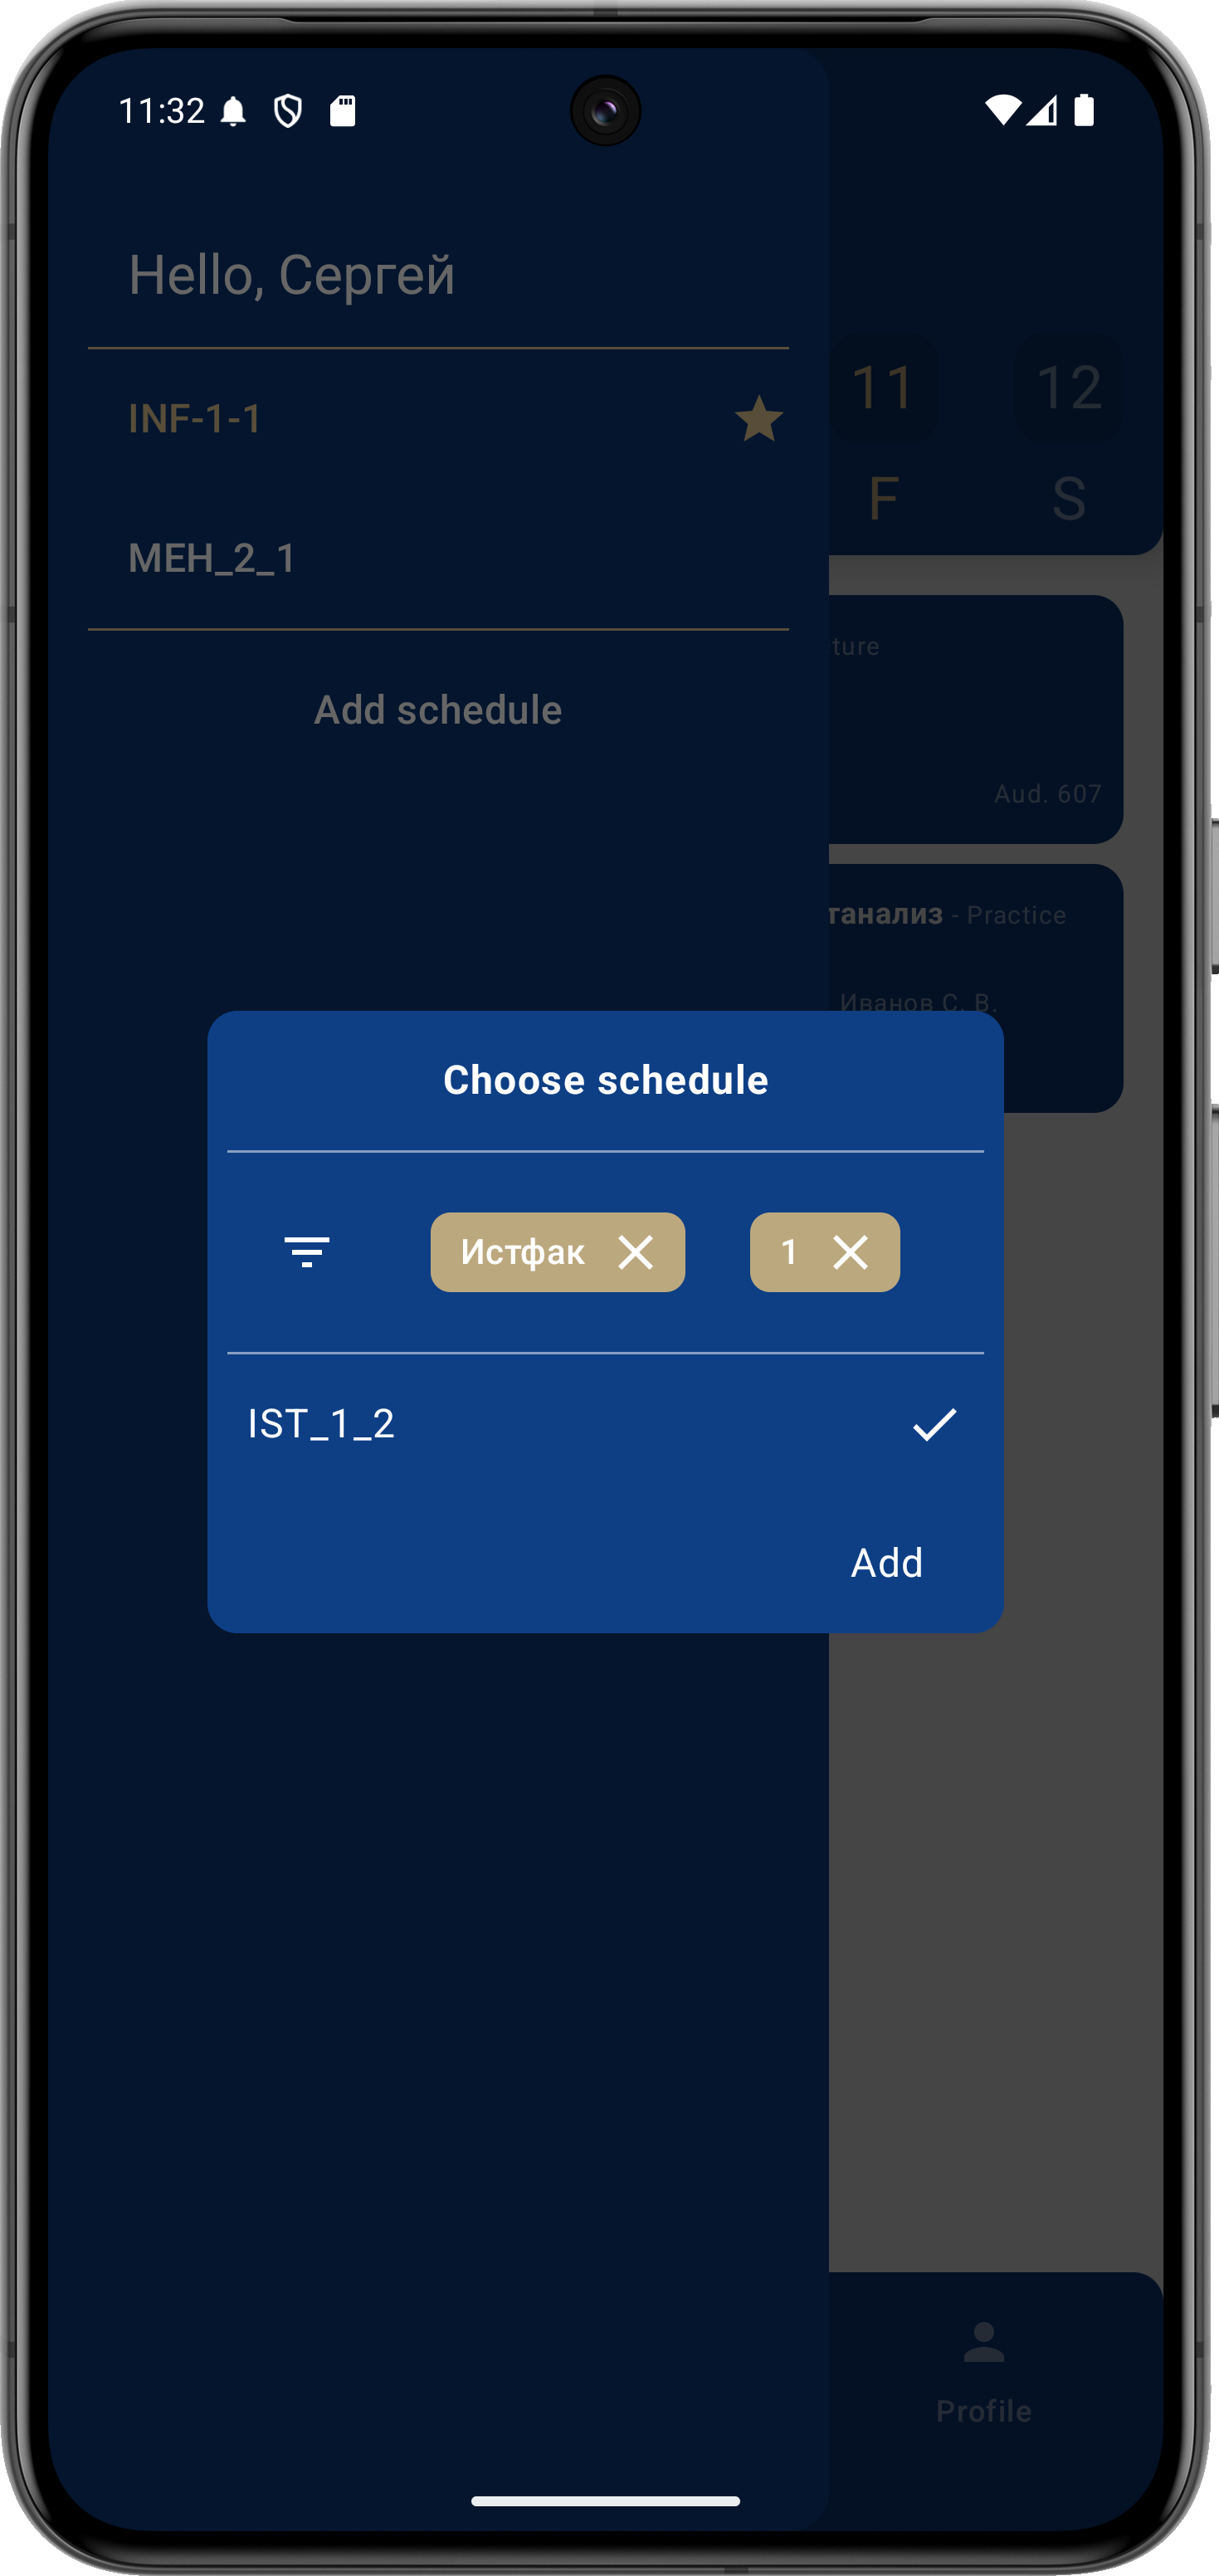 11:32
Hello, Сергей
INF-1-1
MEH_2_1
Add schedule
11 12
F S
ture
Aud. 607
танализ - Practice
Иванов С. В.
Choose schedule
Истфак 1
IST_1_2
Add
Profile